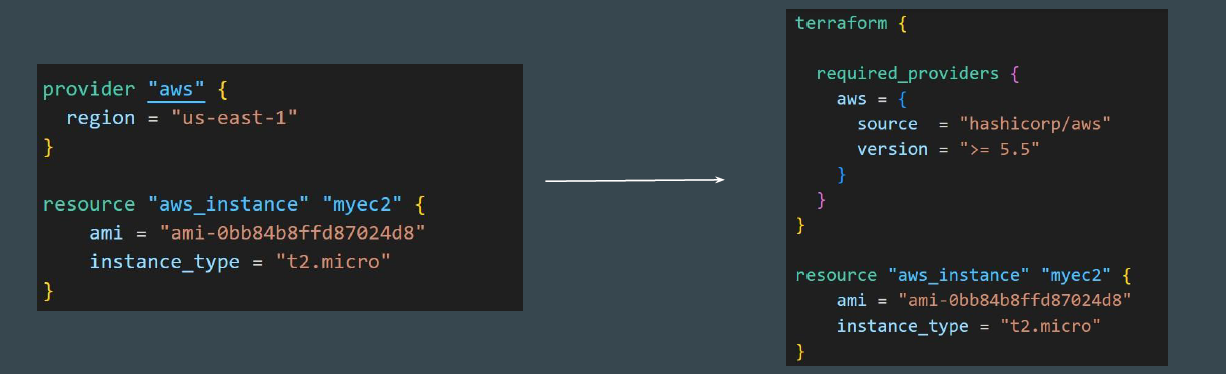 provider "aws" {
  region = "us-east-1"
}
resource "aws_instance" "myec2" {
    ami = "ami-0bb84b8ffd87024d8"
    instance_type = "t2.micro"
}
terraform {
  required_providers {
    aws = {
      source  = "hashicorp/aws"
      version = ">= 5.5"
    }
  }
}
resource "aws_instance" "myec2" {
    ami = "ami-0bb84b8ffd87024d8"
    instance_type = "t2.micro"
}